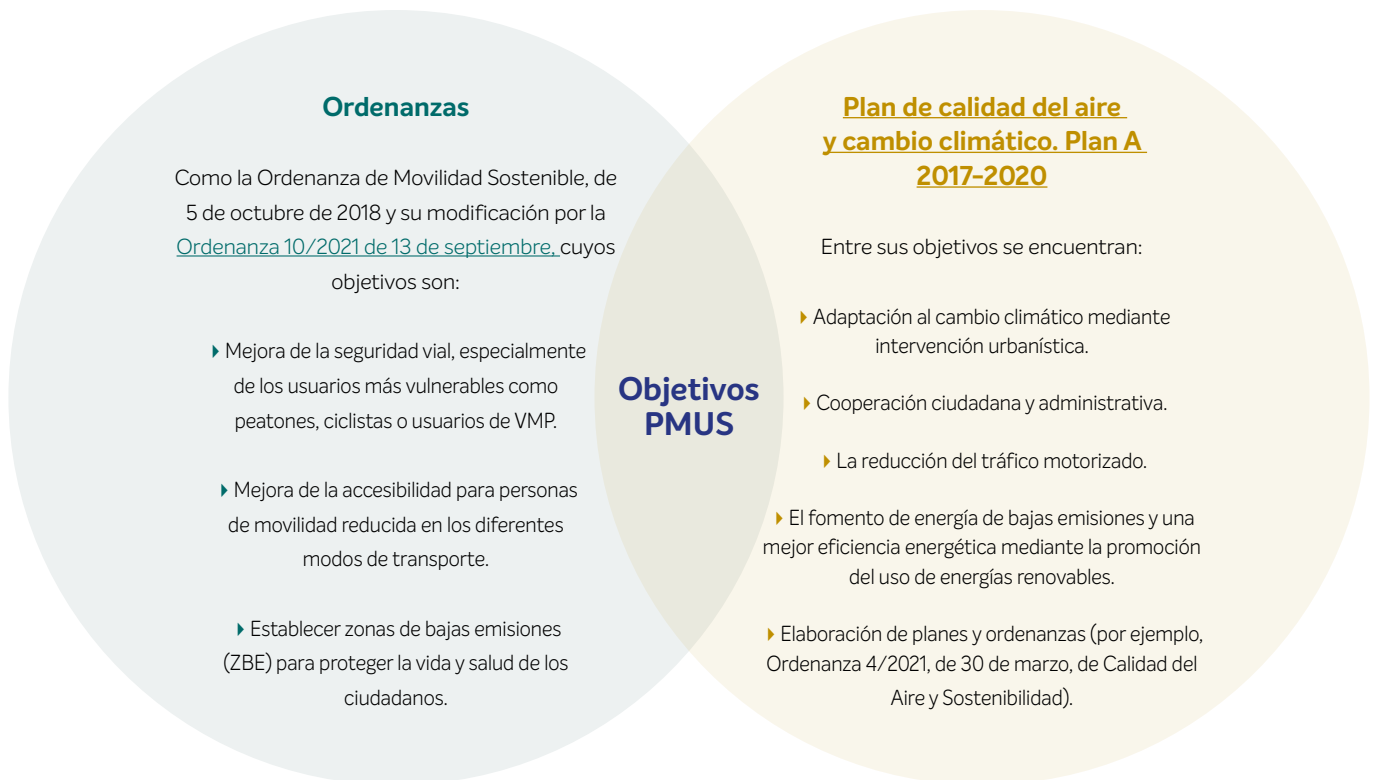 Ordenanzas
Como la Ordenanza de Movilidad Sostenible, de
5 de octubre de 2018 y su modificación por la
Ordenanza 10/2021 de 13 de septiembre, cuyos
objetivos son:
Mejora de la seguridad vial, especialmente
de los usuarios más vulnerables como
peatones, ciclistas o usuarios de VMP.
Mejora de la accesibilidad para personas
de movilidad reducida en los diferentes
modos de transporte.
Establecer zonas de bajas emisiones
(ZBE) para proteger la vida y salud de los
ciudadanos.
Objetivos
PMUS
Plan de calidad del aire
y cambio climático. Plan A
2017-2020
Entre sus objetivos se encuentran:
Adaptación al cambio climático mediante
intervención urbanística.
Cooperación ciudadana y administrativa.
La reducción del tráfico motorizado.
El fomento de energía de bajas emisiones y una
mejor eficiencia energética mediante la promoción
del uso de energías renovables.
Elaboración de planes y ordenanzas (por ejemplo,
Ordenanza 4/2021, de 30 de marzo, de Calidad del
Aire y Sostenibilidad).